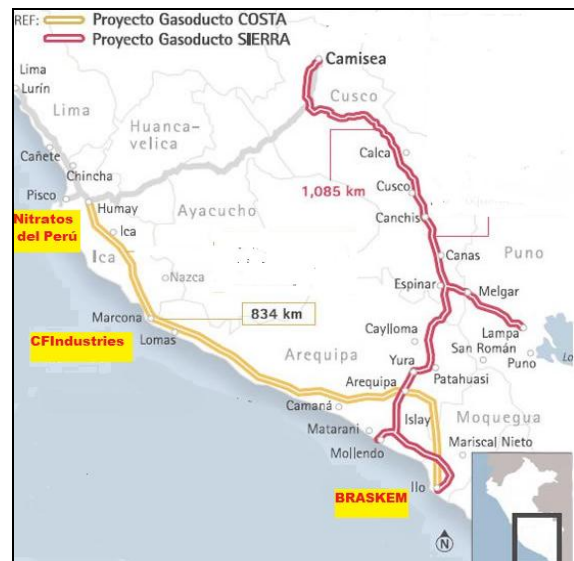 REF:
Proyecto Gasoducto COSTA
Proyecto Gasoducto SIERRA
Camisea
Lima
Lurín
Cusco
Lima
Huanca-
velica
Cañete
Chincha
Calca
1,085 km
Cusco
Pisco
Humay
Ayacucho
Canchis
Nitratos
del Perú
Ica
Ica
Canas
Puno
Nazca
Espinar
Melgar
Marcona
834 km
Lampa
CFIndustries
Lomas
Caylloma
San Román
Puno
Lo
Arequipa
Yura
Patahuasi
Arequipa
Moquegua
Camaná
Islay
Matarani
Mariscal Nieto
Mollendo
BRASKEM
Ilo
N